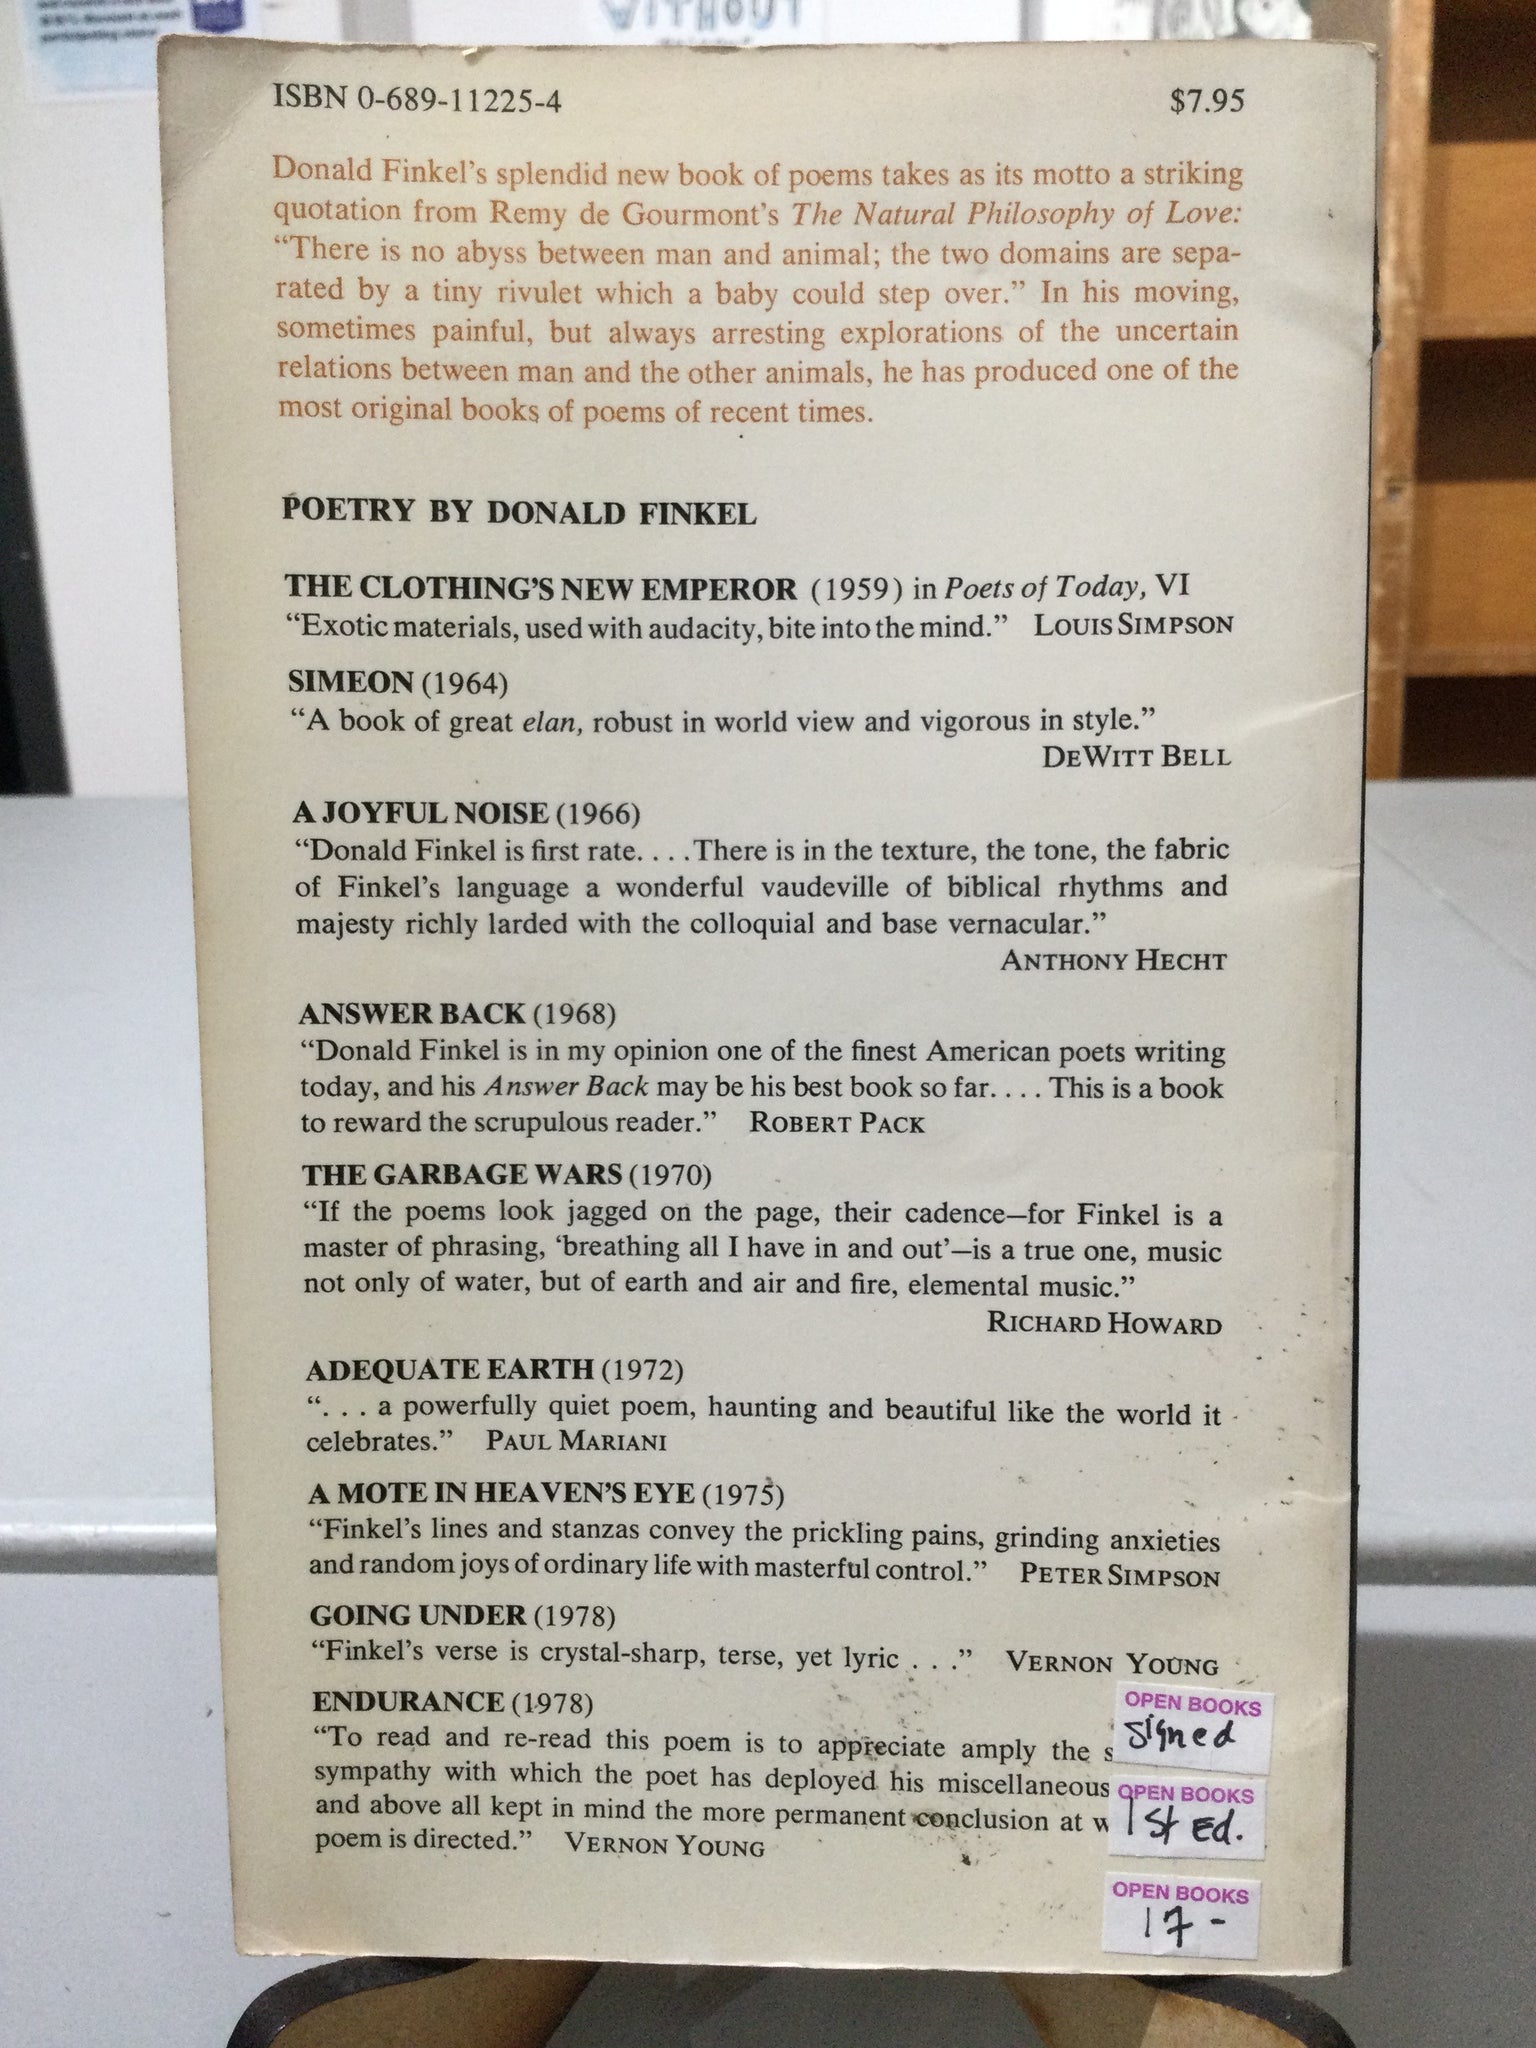 WITHOUT
participating stores
ISBN 0-689-11225-4 $7.95
Donald Finkel's splendid new book of poems takes as its motto a striking
quotation from Remy de Gourmont's The Natural Philosophy of Love:
“There is no abyss between man and animal; the two domains are sepa-
rated by a tiny rivulet which a baby could step over.” In his moving,
sometimes painful, but always arresting explorations of the uncertain
relations between man and the other animals, he has produced one of the
most original books of poems of recent times.
POETRY BY DONALD FINKEL
THE CLOTHING'S NEW EMPEROR (1959) in Poets of Today, VI
“Exotic materials, used with audacity, bite into the mind.” LOUIS SIMPSON
SIMEON (1964)
“A book of great elan, robust in world view and vigorous in style.”
DEWITT BELL
A JOYFUL NOISE (1966)
“Donald Finkel is first rate. . . .There is in the texture, the tone, the fabric
of Finkel's language a wonderful vaudeville of biblical rhythms and
majesty richly larded with the colloquial and base vernacular.”
ANTHONY HECHT
ANSWER BACK (1968)
“Donald Finkel is in my opinion one of the finest American poets writing
today, and his Answer Back may be his best book so far. . . . This is a book
to reward the scrupulous reader.” ROBERT PACK
THE GARBAGE WARS (1970)
“If the poems look jagged on the page, their cadence—for Finkel is a
master of phrasing, ‘breathing all I have in and out’—is a true one, music
not only of water, but of earth and air and fire, elemental music.”
RICHARD HOWARD
ADEQUATE EARTH (1972)
“. . . a powerfully quiet poem, haunting and beautiful like the world it
celebrates.” PAUL MARIANI
A MOTE IN HEAVEN'S EYE (1975)
“Finkel's lines and stanzas convey the prickling pains, grinding anxieties
and random joys of ordinary life with masterful control.” PETER SIMPSON
GOING UNDER (1978)
“Finkel's verse is crystal-sharp, terse, yet lyric . . .” VERNON YOUNG
ENDURANCE (1978)
“To read and re-read this poem is to appreciate amply the s
sympathy with which the poet has deployed his miscellaneous
and above all kept in mind the more permanent conclusion at w
poem is directed.” VERNON YOUNG
OPEN BOOKS
Signed
OPEN BOOKS
1st Ed.
OPEN BOOKS
17 -